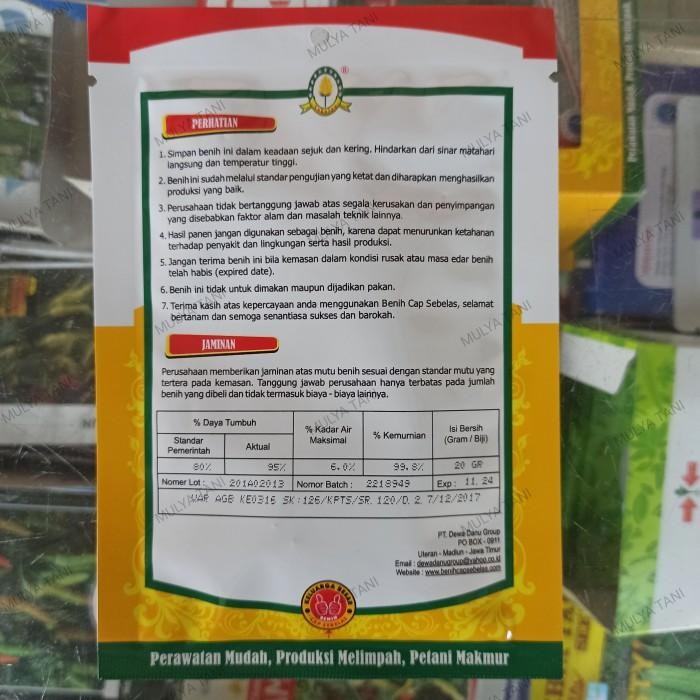 PERHATIAN
1. Simpan benih ini dalam keadaan sejuk dan kering. Hindarkan dari sinar matahari
langsung dan temperatur tinggi.
2. Benih ini sudah melalui standar pengujian yang ketat dan diharapkan menghasilkan
produksi yang baik.
3. Perusahaan tidak bertanggung jawab atas segala kerusakan dan penyimpangan
yang disebabkan faktor alam dan masalah teknik lainnya.
4. Hasil panen jangan digunakan sebagai benih, karena dapat menurunkan ketahanan
terhadap penyakit dan lingkungan serta hasil produksi.
5. Jangan terima benih ini bila kemasan dalam kondisi rusak atau masa edar benih
telah habis (expired date).
6. Benih ini tidak untuk dimakan maupun dijadikan pakan.
7. Terima kasih atas kepercayaan anda menggunakan Benih Cap Sebelas, selamat
bertanam dan semoga senantiasa sukses dan barokah.
JAMINAN
Perusahaan memberikan jaminan atas mutu benih sesuai dengan standar mutu yang
tertera pada kemasan. Tanggung jawab perusahaan hanya terbatas pada jumlah
benih yang dibeli dan tidak termasuk biaya - biaya lainnya.
% Daya Tumbuh
Standar Pemerintah
Aktual
% Kadar Air Maksimal
% Kemurnian
Isi Bersih (Gram / Biji)
80% 95% 6.0% 99.8% 20 GR
Nomer Lot : 201A02013 Nomor Batch : 2218949 Exp : 11.24
VAR AGB KE0316 SK:126/KPTS/SR.120/D.2.7/12/2017
PT. Dewa Danu Group
PO BOX - 0911
Uteran - Madiun - Jawa Timur
Email : dewadanugroup@yahoo.co.id
Website : www.benihcapsebelas.com
KELUARGA SEHAT
BENIH
CAP SEBELAS
Perawatan Mudah, Produksi Melimpah, Petani Makmur
MULYA TANI